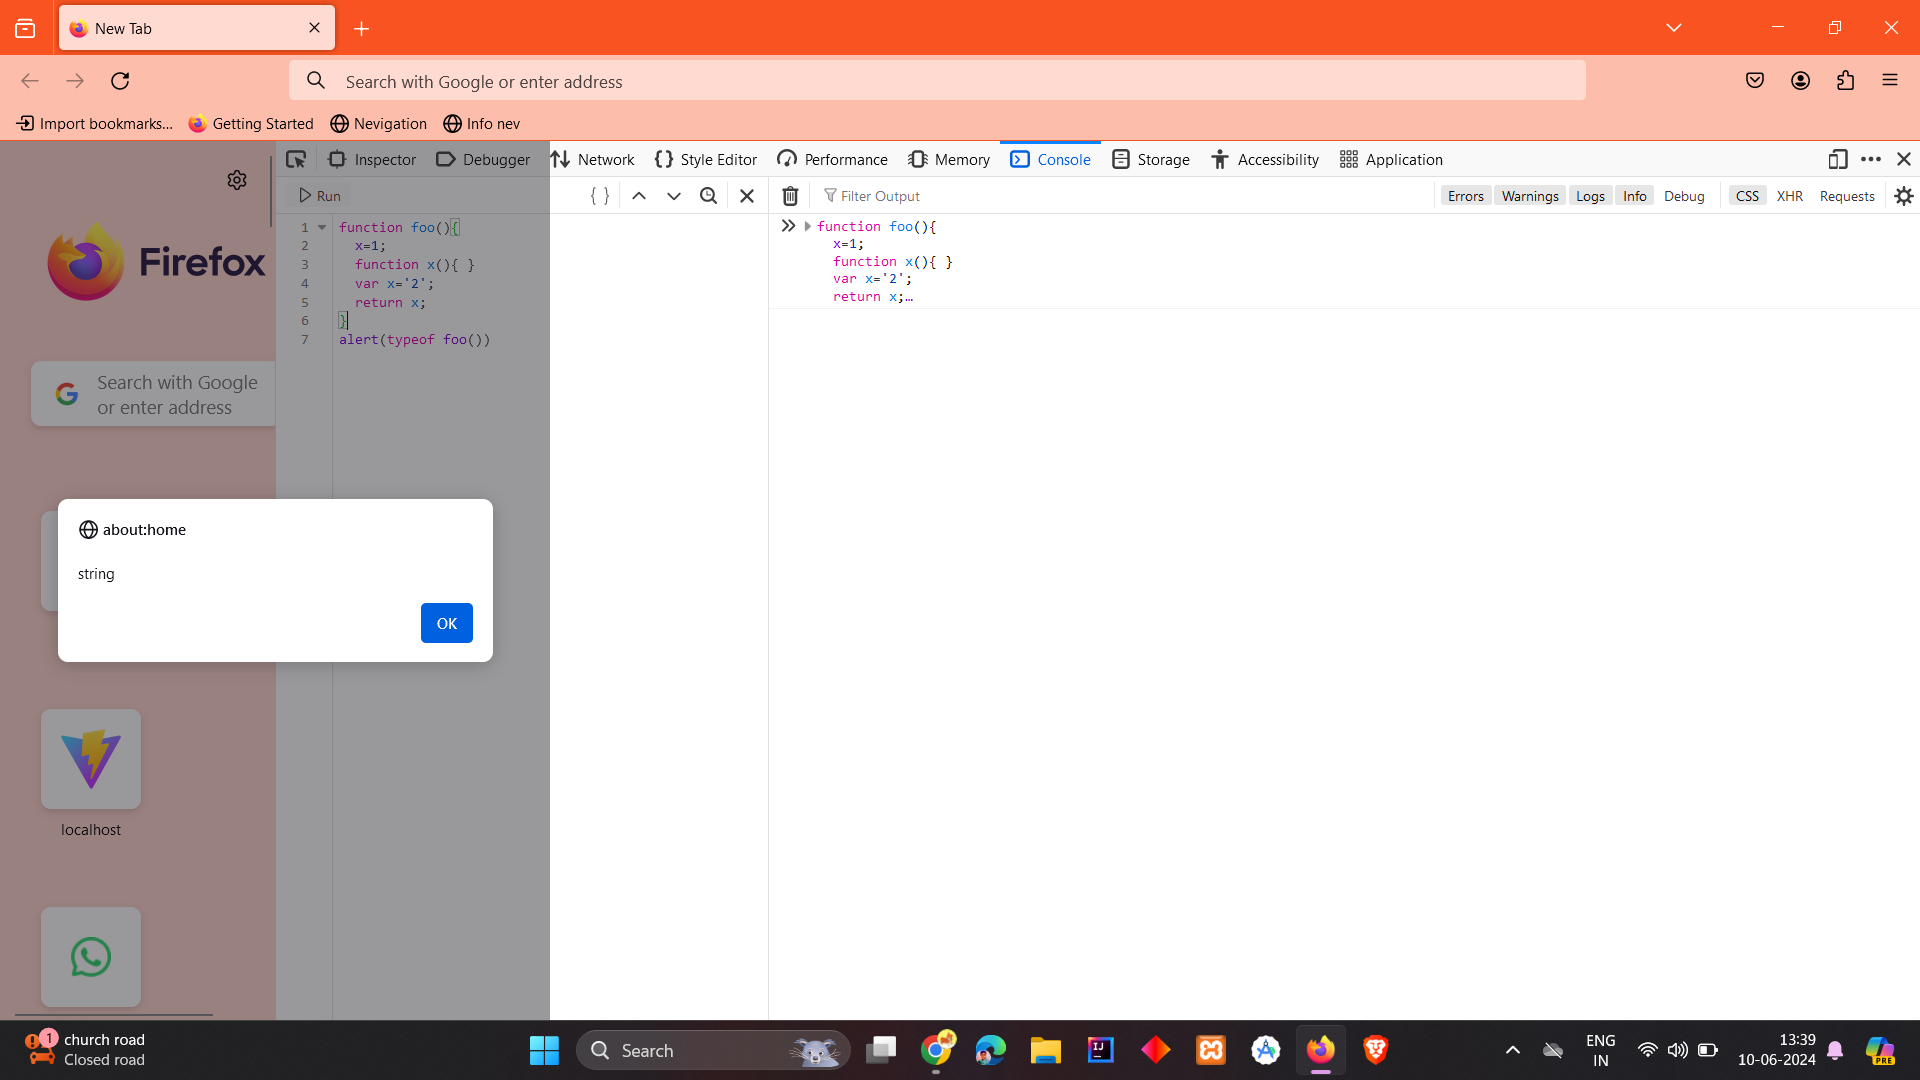 New Tab
Search with Google or enter address
Import bookmarks...
Getting Started
Nevigation
Info nev
Inspector
Debugger
Network
Style Editor
Performance
Memory
Console
Storage
Accessibility
Application
Run
Filter Output
Errors
Warnings
Logs
Info
Debug
CSS
XHR
Requests
Firefox
Search with Google
or enter address
1 function foo(){
2 x=1;
3 function x(){ }
4 var x='2';
5 return x;
6 }
7 alert(typeof foo())
function foo(){
x=1;
function x(){ }
var x='2';
return x;…
about:home
string
OK
localhost
1
church road
Closed road
Search
IJ
ENG
IN
13:39
10-06-2024
PRE